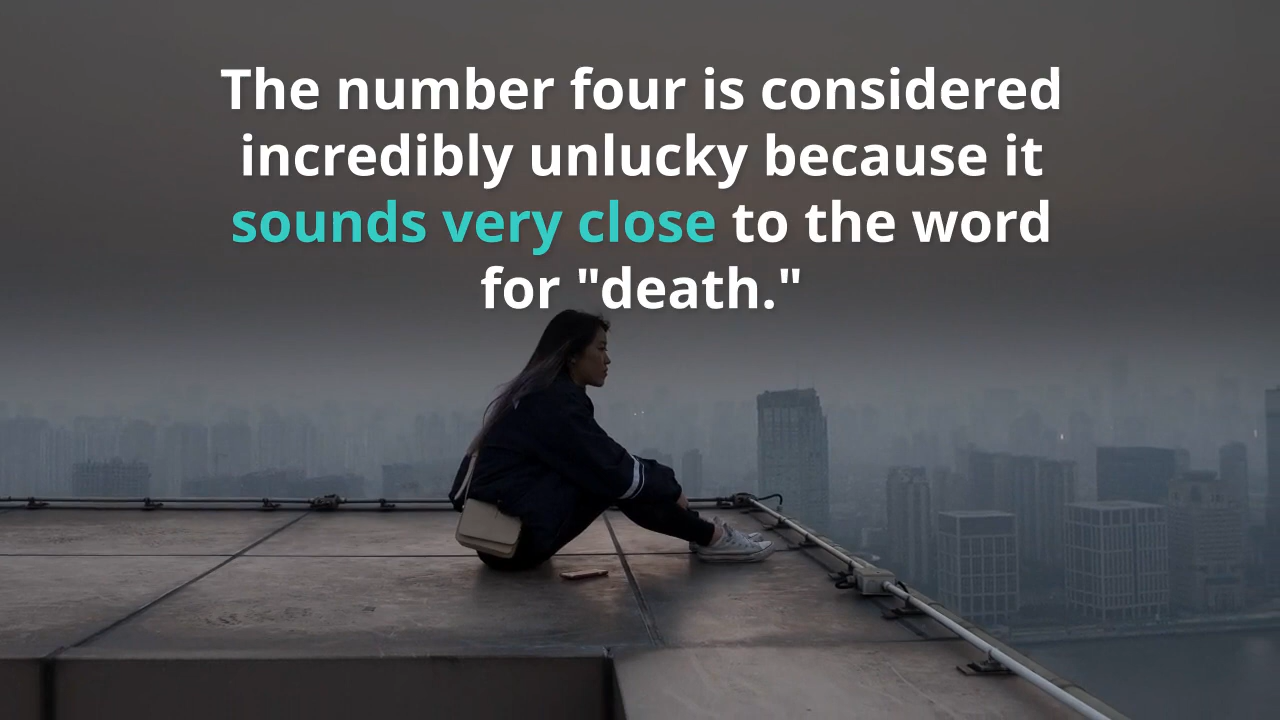 The number four is considered
incredibly unlucky because it
sounds very close to the word
for "death."